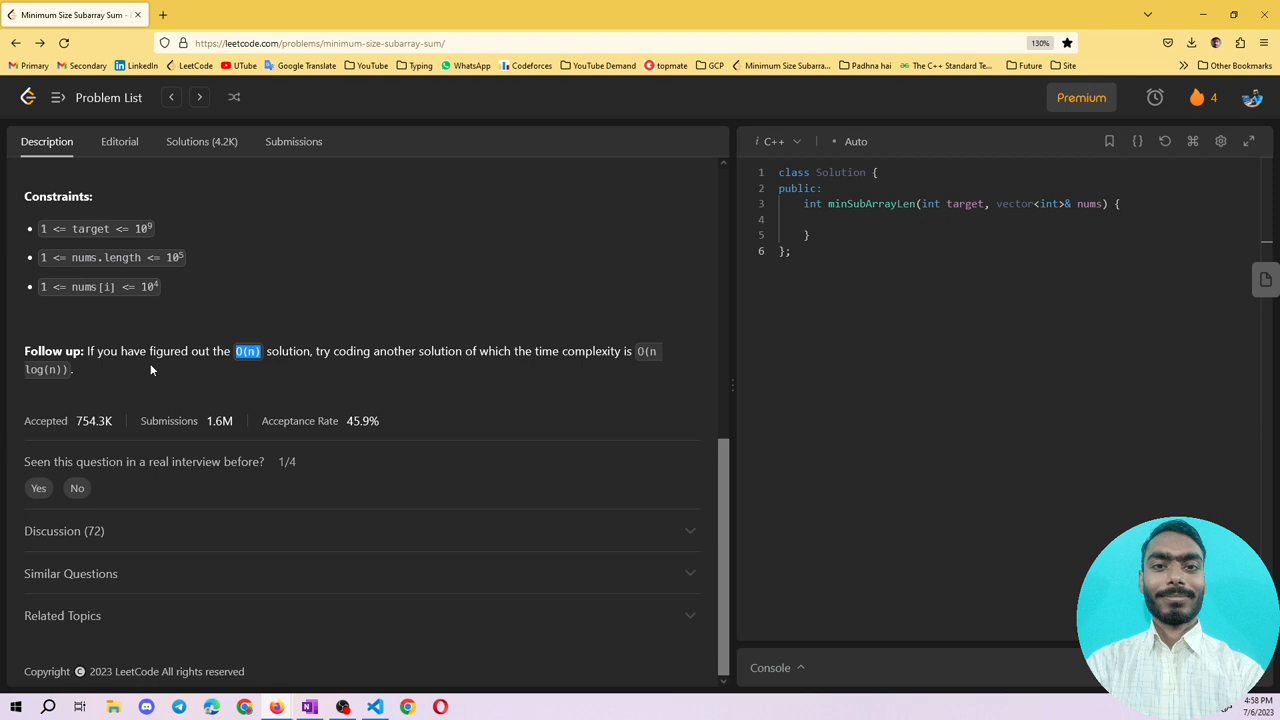 Minimum Size Subarray Sum -
https://leetcode.com/problems/minimum-size-subarray-sum/
130%
Primary Secondary LinkedIn LeetCode UTube Google Translate YouTube Typing WhatsApp Codeforces YouTube Demand topmate GCP Minimum Size Subarra... Padhna hai The C++ Standard Te... Future Site Other Bookmarks
Problem List
Premium
4
Description Editorial Solutions (4.2K) Submissions
C++ Auto
Constraints:
1 <= target <= 10⁹
1 <= nums.length <= 10⁵
1 <= nums[i] <= 10⁴
Follow up: If you have figured out the O(n) solution, try coding another solution of which the time complexity is O(n
log(n)).
Accepted 754.3K Submissions 1.6M Acceptance Rate 45.9%
Seen this question in a real interview before? 1/4
Yes No
Discussion (72)
Similar Questions
Related Topics
Copyright © 2023 LeetCode All rights reserved
1 class Solution {
2 public:
3 int minSubArrayLen(int target, vector<int>& nums) {
4
5 }
6 };
Console
4:58 PM
7/6/2023